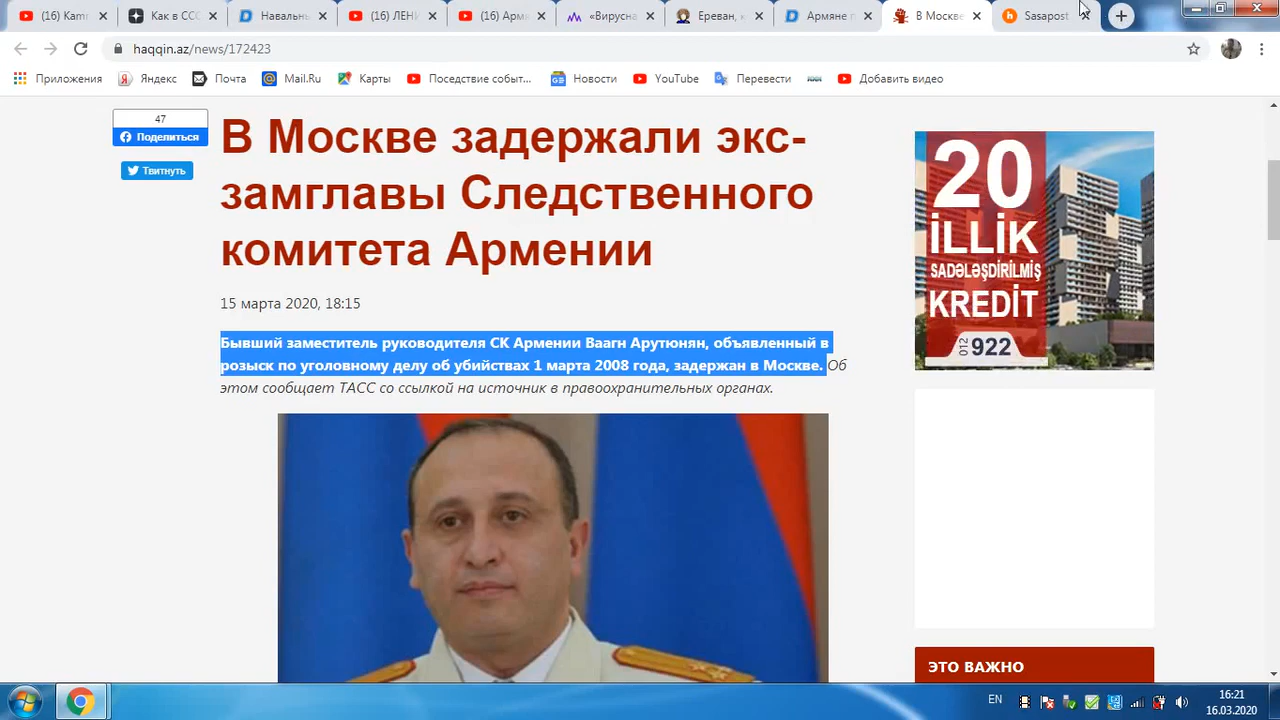 (16) Kamr
Как в ССС
Навальны
(16) ЛЕНИ
(16) Арми
«Вирусна
Ереван, к
Армяне п
В Москве
Sasapost
haqqin.az/news/172423
Приложения
Яндекс
Почта
Mail.Ru
Карты
Поседствие событ...
Новости
YouTube
Перевести
Добавить видео
47
Поделиться
Твитнуть
В Москве задержали экс-
замглавы Следственного
комитета Армении
15 марта 2020, 18:15
Бывший заместитель руководителя СК Армении Ваагн Арутюнян, объявленный в
розыск по уголовному делу об убийствах 1 марта 2008 года, задержан в Москве. Об
этом сообщает ТАСС со ссылкой на источник в правоохранительных органах.
20
İLLİK
SADƏLƏŞDİRİLMİŞ
KREDİT
012 922
ЭТО ВАЖНО
EN
16:21
16.03.2020